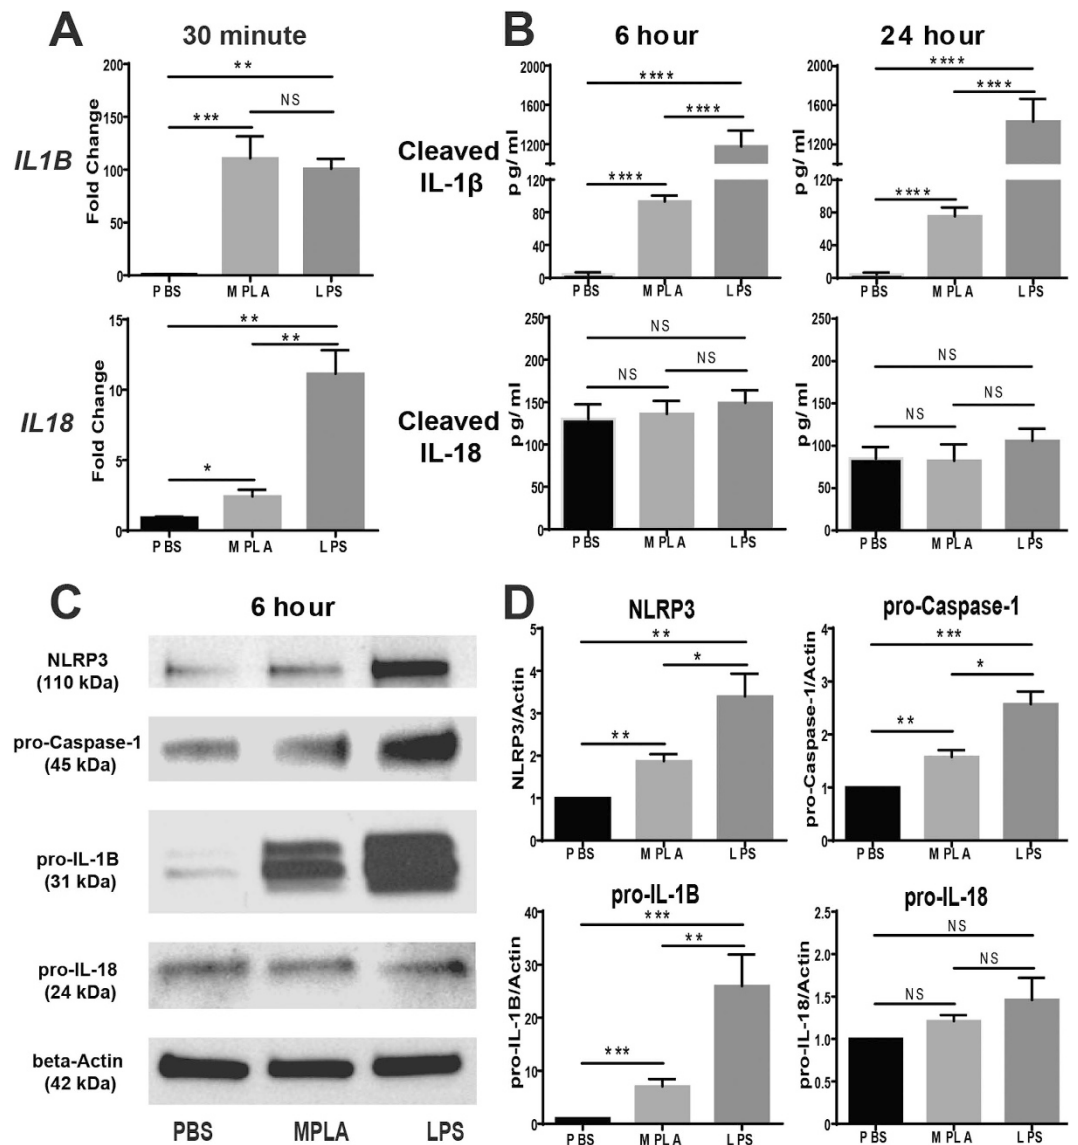 A
30 minute
IL1B
Fold Change
200
150
100
50
0
**
***
NS
PBS MPLA LPS
IL18
Fold Change
15
10
5
0
**
**
*
PBS MPLA LPS
B
6 hour
24 hour
Cleaved
IL-1β
pg/ml
2000
1600
1200
120
80
40
0
****
****
****
PBS MPLA LPS
pg/ml
2000
1600
1200
120
80
40
0
****
****
****
PBS MPLA LPS
Cleaved
IL-18
pg/ml
250
200
150
100
50
0
NS
NS
NS
PBS MPLA LPS
pg/ml
250
200
150
100
50
0
NS
NS
NS
PBS MPLA LPS
C
6 hour
NLRP3
(110 kDa)
pro-Caspase-1
(45 kDa)
pro-IL-1B
(31 kDa)
pro-IL-18
(24 kDa)
beta-Actin
(42 kDa)
PBS MPLA LPS
D
NLRP3
NLRP3/Actin
5
4
3
2
1
0
**
*
**
PBS MPLA LPS
pro-Caspase-1
pro-Caspase-1/Actin
4
3
2
1
0
***
*
**
PBS MPLA LPS
pro-IL-1B
pro-IL-1B/Actin
40
30
20
10
0
***
**
***
PBS MPLA LPS
pro-IL-18
pro-IL-18/Actin
2.5
2.0
1.5
1.0
0.5
0.0
NS
NS
NS
PBS MPLA LPS